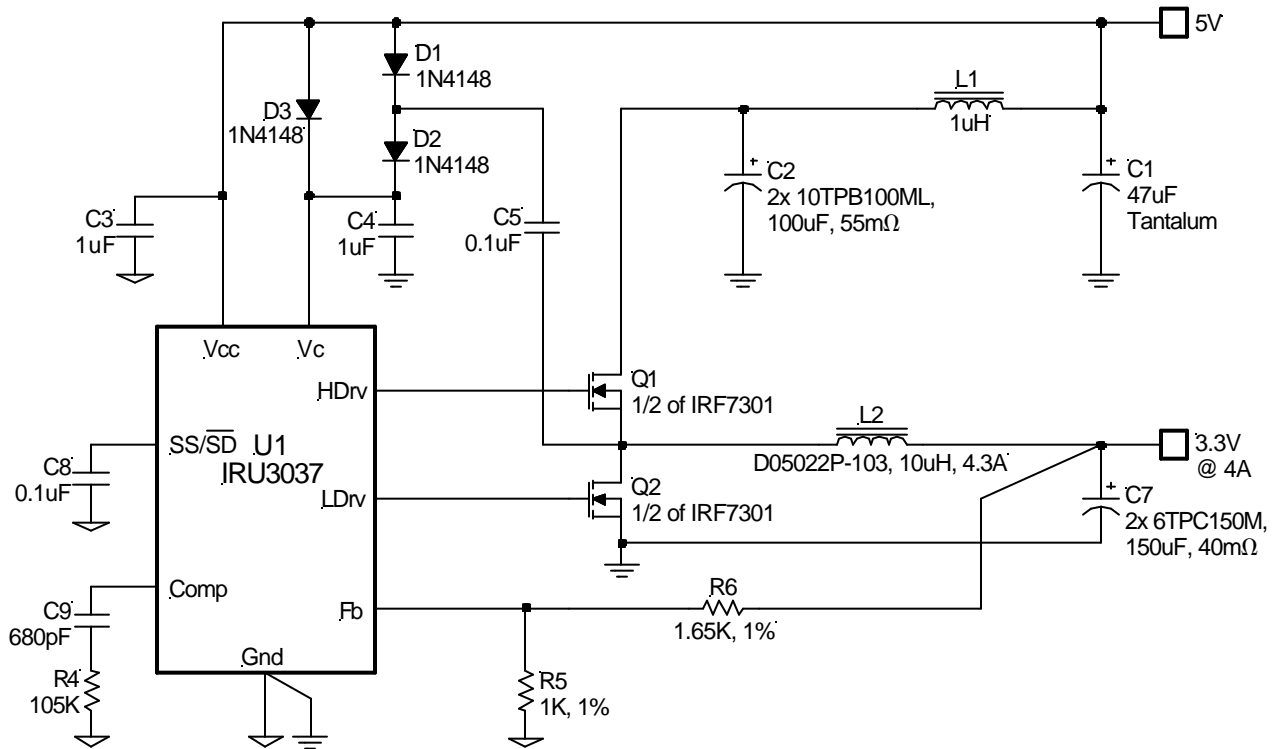 5V
D1
1N4148
L1
1uH
D3
1N4148
D2
1N4148
C2
2x 10TPB100ML,
100uF, 55mΩ
C1
47uF
Tantalum
C3
1uF
C4
1uF
C5
0.1uF
Vcc
Vc
HDrv
Q1
1/2 of IRF7301
SS/SD
U1
IRU3037
L2
D05022P-103, 10uH, 4.3A
3.3V
@ 4A
C8
0.1uF
LDrv
Q2
1/2 of IRF7301
C7
2x 6TPC150M,
150uF, 40mΩ
Comp
Fb
R6
1.65K, 1%
C9
680pF
Gnd
R4
105K
R5
1K, 1%